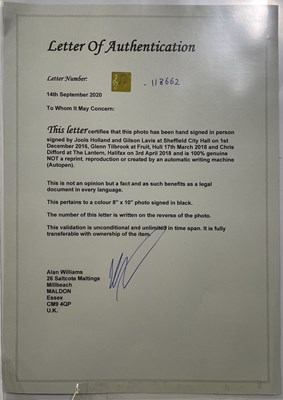 Letter Of Authentication
Letter Number: - 113662
14th September 2020
To Whom It May Concern:
This letter certifies that this photo has been hand signed in person
signed by Jools Holland and Gilson Lavis at Sheffield City Hall on 1st
December 2016, Glenn Tilbrook at Fruit, Hull 17th March 2018 and Chris
Difford at The Lantern, Halifax on 3rd April 2018 and is 100% genuine
NOT a reprint, reproduction or created by an automatic writing machine
(Autopen).
This is not an opinion but a fact and as such benefits as a legal
document in every language.
This pertains to a colour 8" x 10" photo signed in black.
The number of this letter is written on the reverse of the photo.
This validation is unconditional and unlimited in time span. It is fully
transferable with ownership of the item.
Alan Williams
26 Saltcote Maltings
Millbeach
MALDON
Essex
CM9 4QP
U.K.